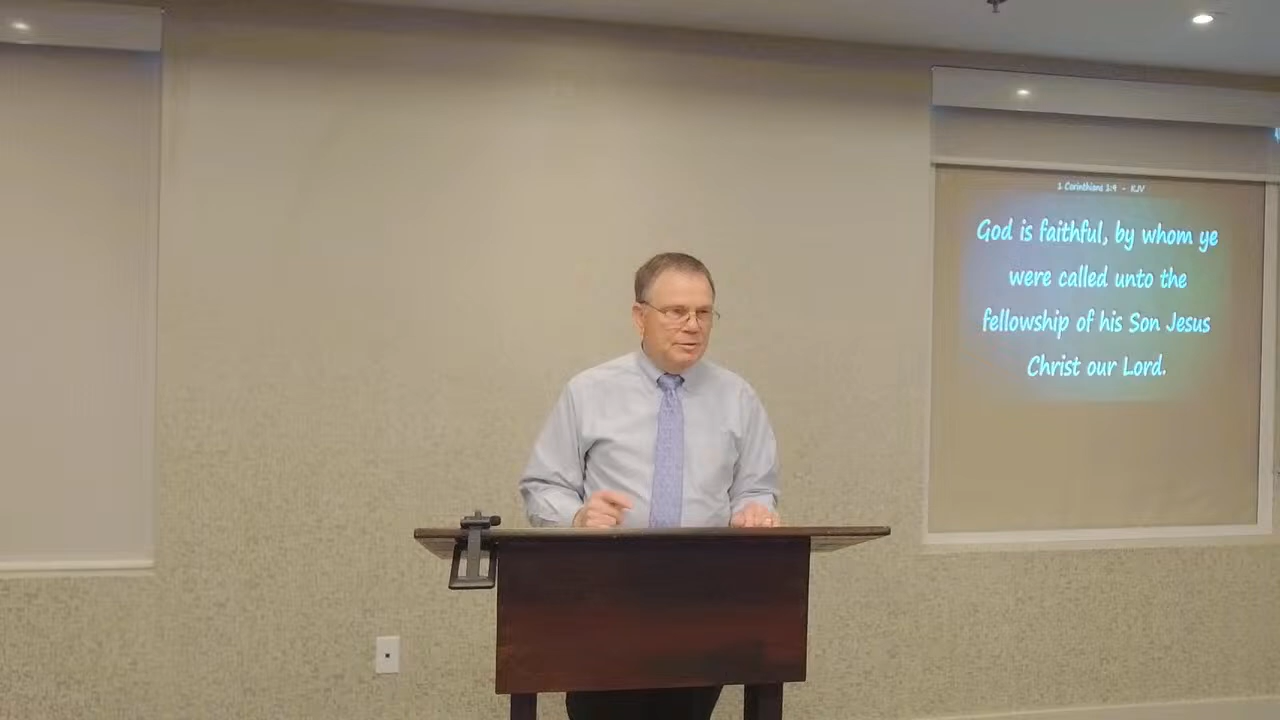 1 Corinthians 1:9 - KJV
God is faithful, by whom ye
were called unto the
fellowship of his Son Jesus
Christ our Lord.